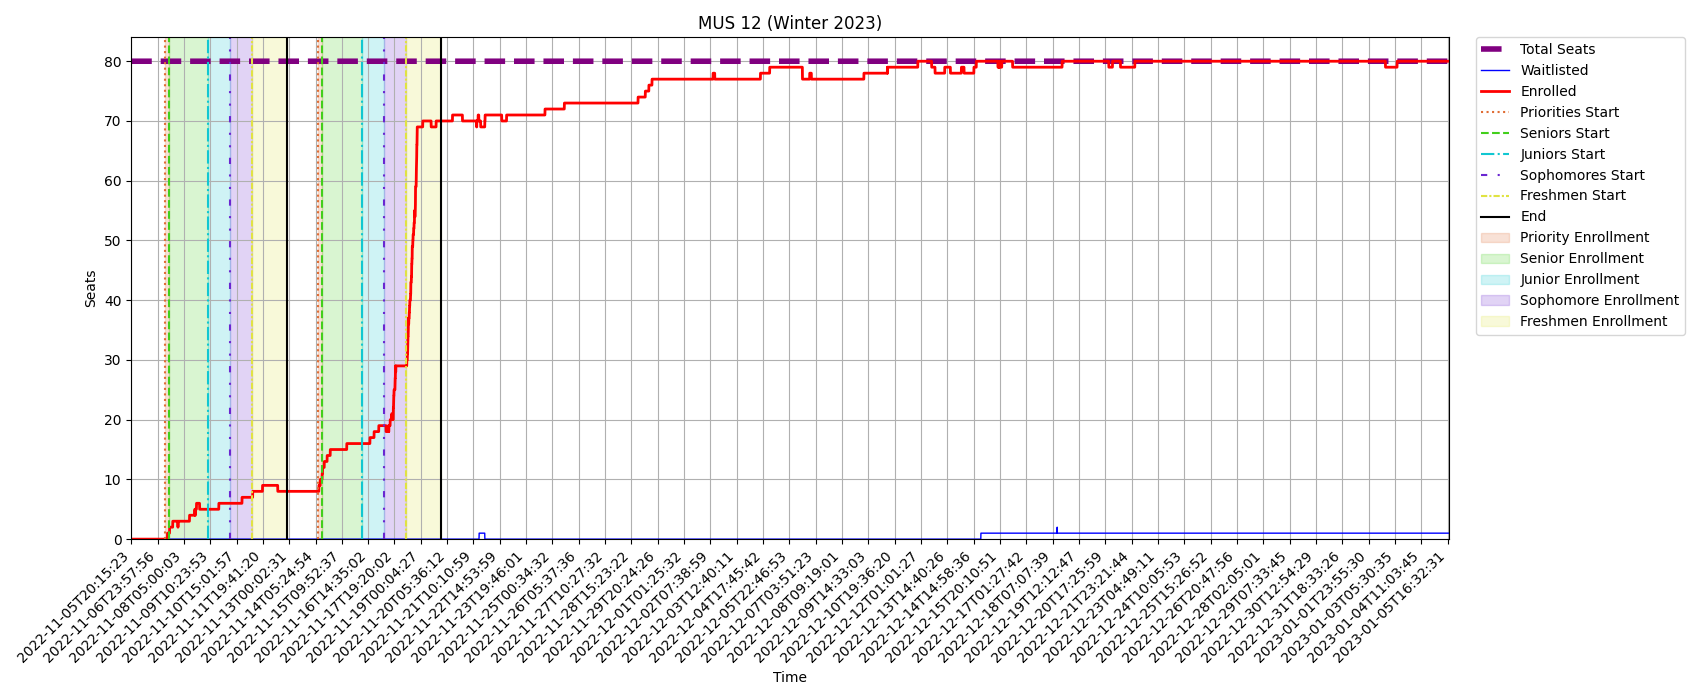 MUS 12 (Winter 2023)
Seats
80
70
60
50
40
30
20
10
0
2022-11-05T20:15:23
2022-11-06T23:57:56
2022-11-08T05:00:03
2022-11-09T10:23:53
2022-11-10T15:01:57
2022-11-11T19:41:20
2022-11-13T00:02:31
2022-11-14T05:24:54
2022-11-15T09:52:37
2022-11-16T14:35:02
2022-11-17T19:20:02
2022-11-19T00:04:27
2022-11-20T05:36:12
2022-11-21T10:10:59
2022-11-22T14:53:59
2022-11-23T19:46:01
2022-11-25T00:34:32
2022-11-26T05:37:36
2022-11-27T10:27:32
2022-11-28T15:23:22
2022-11-29T20:24:26
2022-12-01T01:25:32
2022-12-02T07:38:59
2022-12-03T12:40:11
2022-12-04T17:45:42
2022-12-05T22:46:53
2022-12-07T03:51:23
2022-12-08T09:19:01
2022-12-09T14:33:03
2022-12-10T19:36:20
2022-12-12T01:01:27
2022-12-13T14:40:26
2022-12-14T14:58:36
2022-12-15T20:10:51
2022-12-17T01:27:42
2022-12-18T07:07:39
2022-12-19T12:12:47
2022-12-20T17:25:59
2022-12-21T23:21:44
2022-12-23T04:49:11
2022-12-24T10:05:53
2022-12-25T15:26:52
2022-12-26T20:47:56
2022-12-28T02:05:01
2022-12-29T07:33:45
2022-12-30T12:54:29
2022-12-31T18:33:26
2023-01-01T23:55:30
2023-01-03T05:30:35
2023-01-04T11:03:45
2023-01-05T16:32:31
Time
Total Seats
Waitlisted
Enrolled
Priorities Start
Seniors Start
Juniors Start
Sophomores Start
Freshmen Start
End
Priority Enrollment
Senior Enrollment
Junior Enrollment
Sophomore Enrollment
Freshmen Enrollment